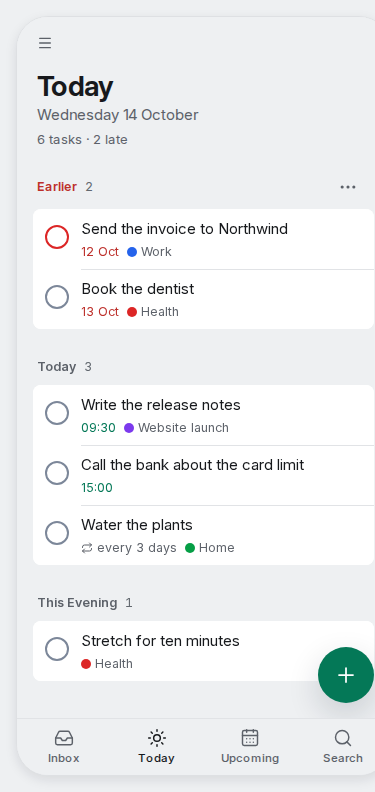 Today
Wednesday 14 October
6 tasks · 2 late
Earlier 2
Send the invoice to Northwind
12 Oct Work
Book the dentist
13 Oct Health
Today 3
Write the release notes
09:30 Website launch
Call the bank about the card limit
15:00
Water the plants
every 3 days Home
This Evening 1
Stretch for ten minutes
Health
Inbox Today Upcoming Search